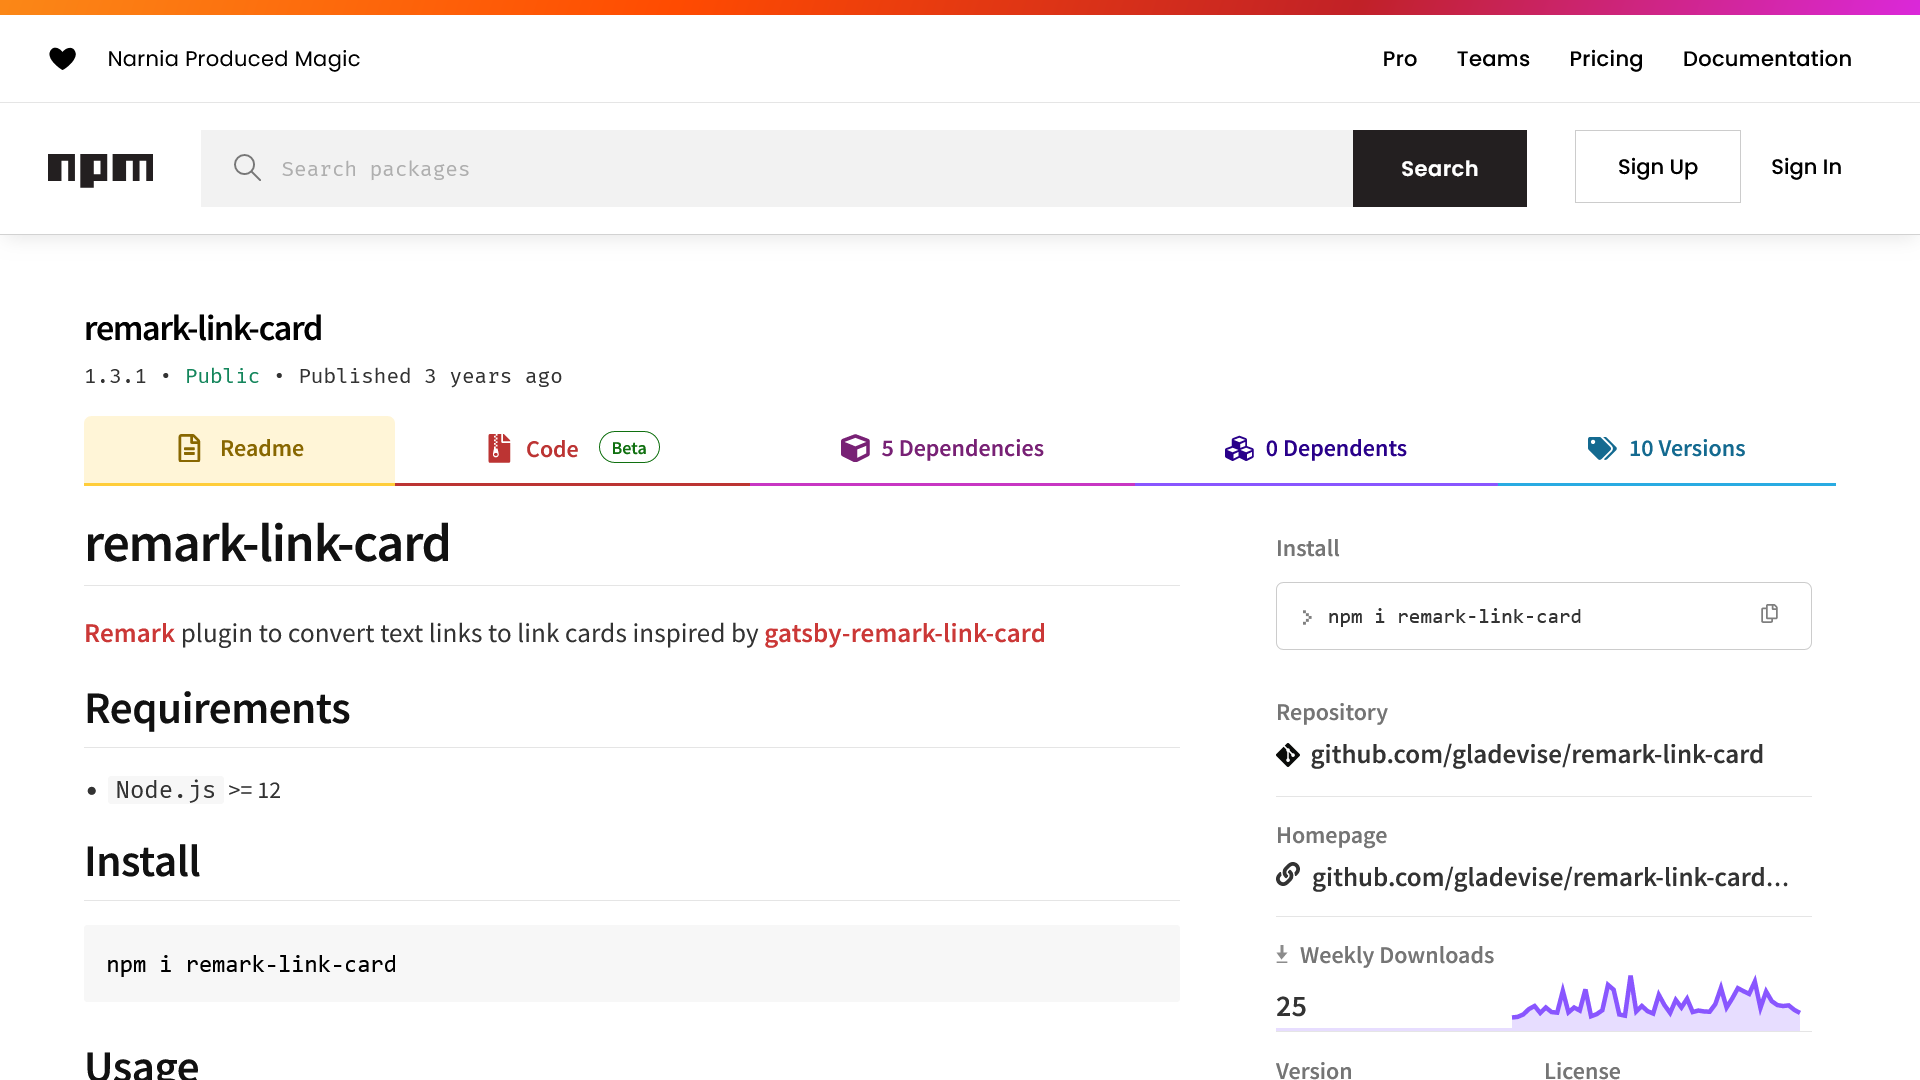 Narnia Produced Magic
Pro
Teams
Pricing
Documentation
npm
Search packages
Search
Sign Up
Sign In
remark-link-card
1.3.1 • Public • Published 3 years ago
Readme
Code Beta
5 Dependencies
0 Dependents
10 Versions
remark-link-card
Remark plugin to convert text links to link cards inspired by gatsby-remark-link-card
Requirements
• Node.js >= 12
Install
npm i remark-link-card
Usage
Install
npm i remark-link-card
Repository
github.com/gladevise/remark-link-card
Homepage
github.com/gladevise/remark-link-card...
Weekly Downloads
25
Version
License